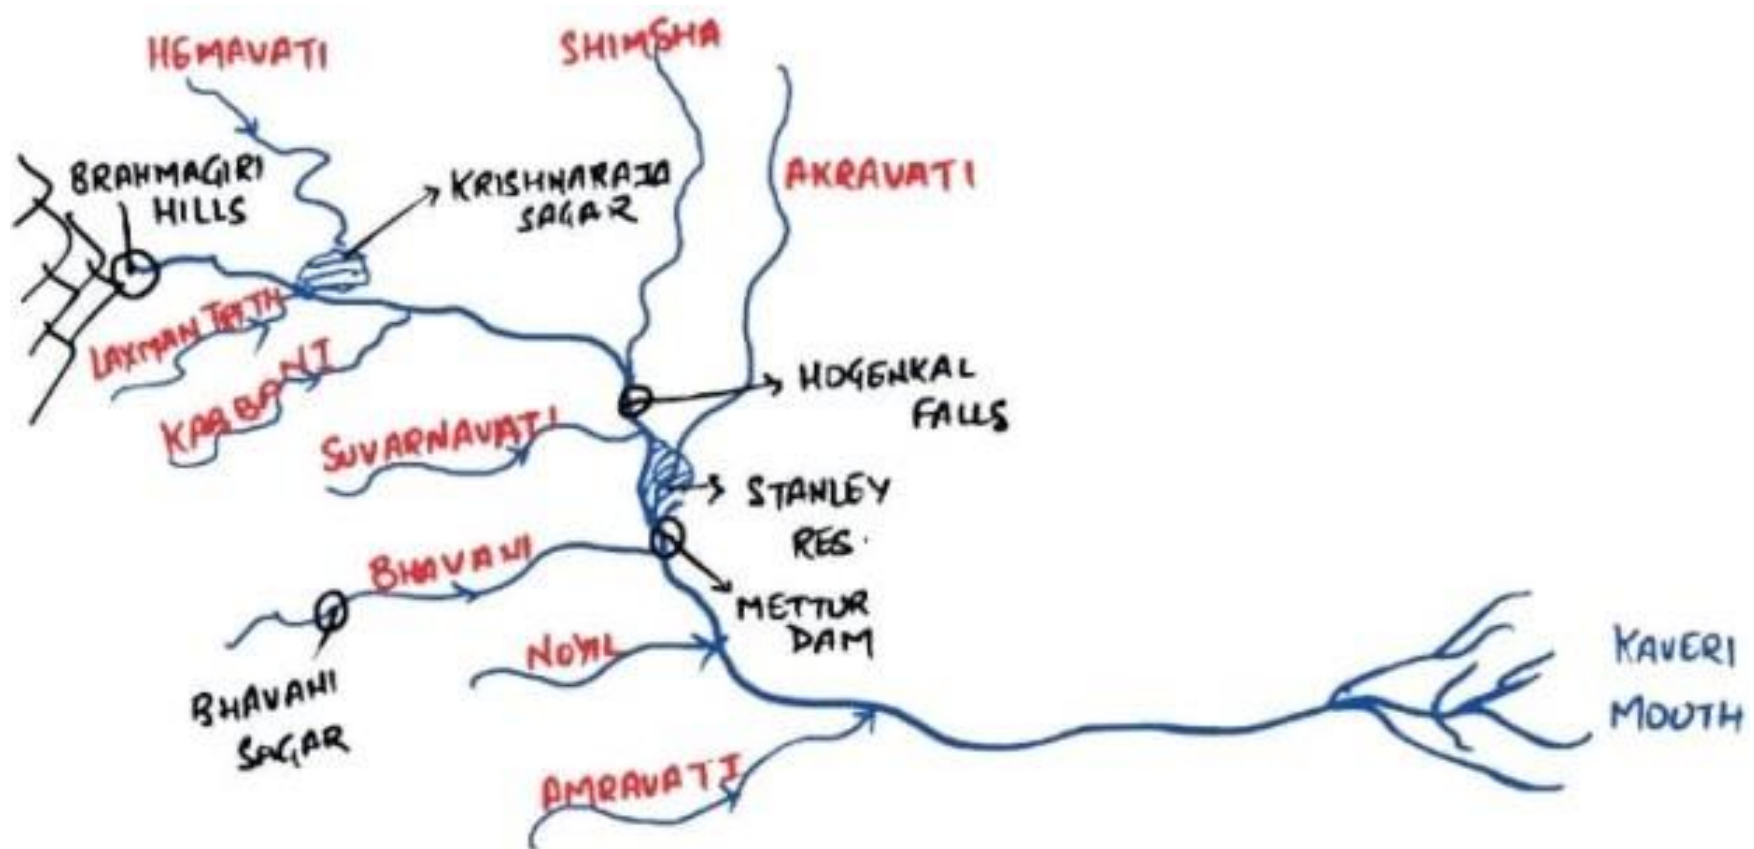 HEMAVATI
SHIMSHA
BRAHMAGIRI
HILLS
KRISHNARAJA
SAGAR
AKRAVATI
LAXMAN TRITH
KABBANI
HOGENKAL
FALLS
SUVARNAVATI
STANLEY
RES.
BHAVANI
METTUR
DAM
NOYIL
KAVERI
MOUTH
BHAVANI
SAGAR
AMRAVATI